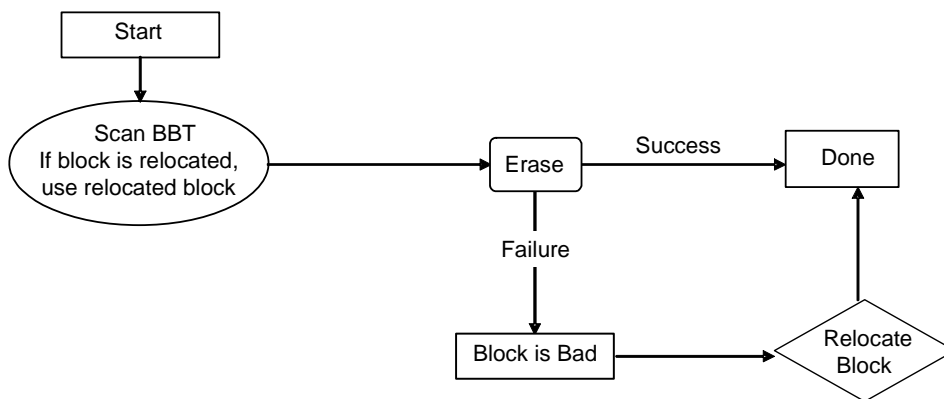 Start
Scan BBT
If block is relocated,
use relocated block
Erase
Success
Done
Failure
Block is Bad
Relocate
Block